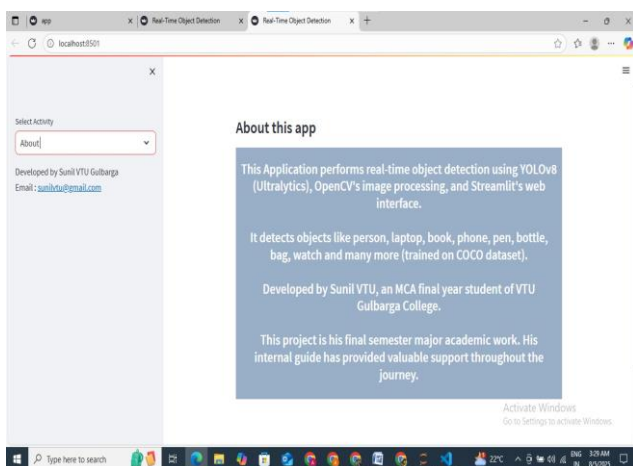 app
Real-Time Object Detection
Real-Time Object Detection
localhost:8501
Select Activity
About
Developed by Sunil VTU Gulbarga
Email : sunilvtu@gmail.com
About this app
This Application performs real-time object detection using YOLOv8
(Ultralytics), OpenCV's image processing, and Streamlit's web
interface.
It detects objects like person, laptop, book, phone, pen, bottle,
bag, watch and many more (trained on COCO dataset).
Developed by Sunil VTU, an MCA final year student of VTU
Gulbarga College.
This project is his final semester major academic work. His
internal guide has provided valuable support throughout the
journey.
Activate Windows
Go to Settings to activate Windows.
Type here to search
22°C
ENG
IN
3:29 AM
8/5/2025